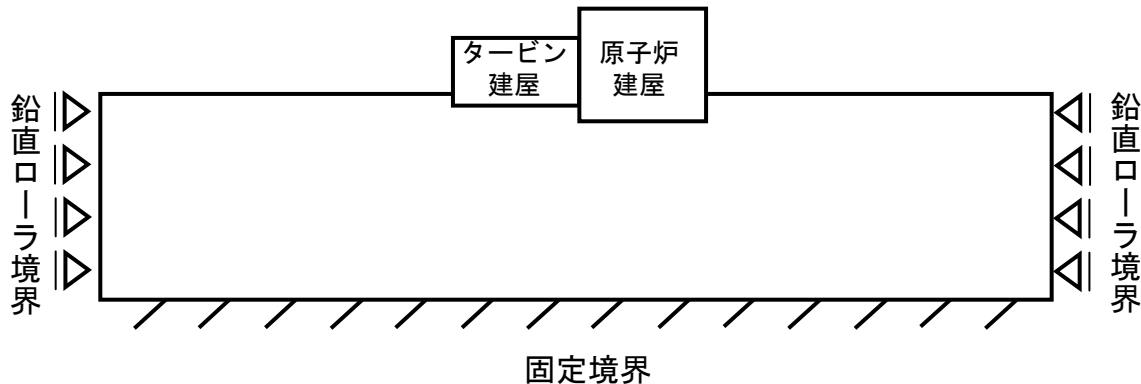 タービン
建屋
原子炉
建屋
鉛直ローラ境界
鉛直ローラ境界
固定境界